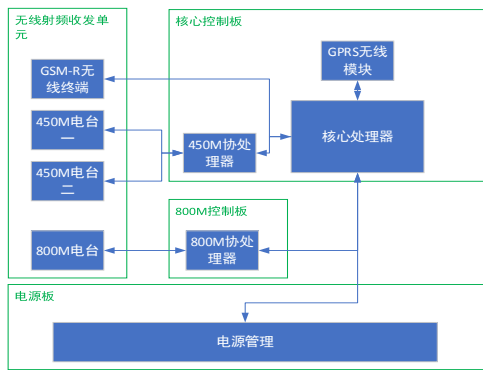 无线射频收发单
元
核心控制板
GSM-R无
线终端
GPRS无线
模块
450M电台
一
450M协处
理器
核心处理器
450M电台
二
800M控制板
800M电台
800M协处
理器
电源板
电源管理